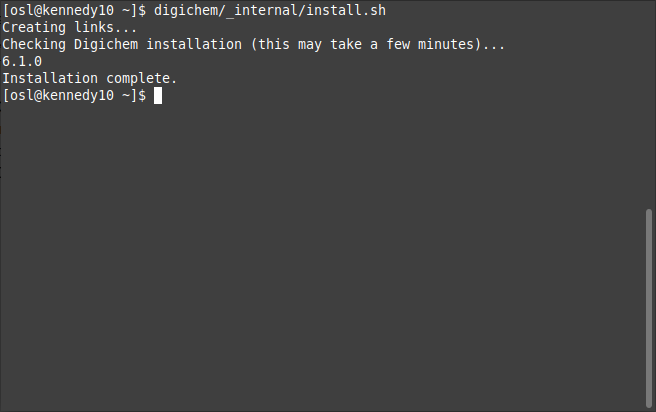 [osl@kennedy10 ~]$ digichem/_internal/install.sh
Creating links...
Checking Digichem installation (this may take a few minutes)...
6.1.0
Installation complete.
[osl@kennedy10 ~]$